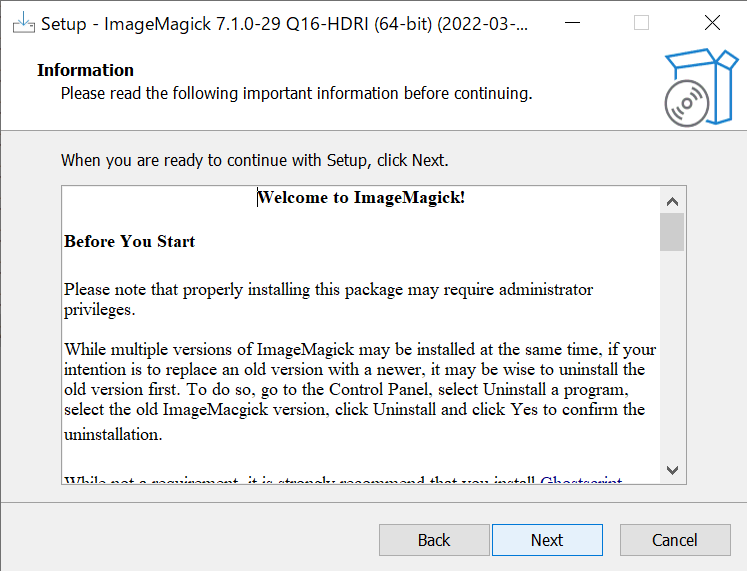 Setup - ImageMagick 7.1.0-29 Q16-HDRI (64-bit) (2022-03-...
Information
Please read the following important information before continuing.
When you are ready to continue with Setup, click Next.
Welcome to ImageMagick!
Before You Start
Please note that properly installing this package may require administrator
privileges.
While multiple versions of ImageMagick may be installed at the same time, if your
intention is to replace an old version with a newer, it may be wise to uninstall the
old version first. To do so, go to the Control Panel, select Uninstall a program,
select the old ImageMacgick version, click Uninstall and click Yes to confirm the
uninstallation.
While not a requirement, it is strongly recommend that you install Ghostscript
Back
Next
Cancel